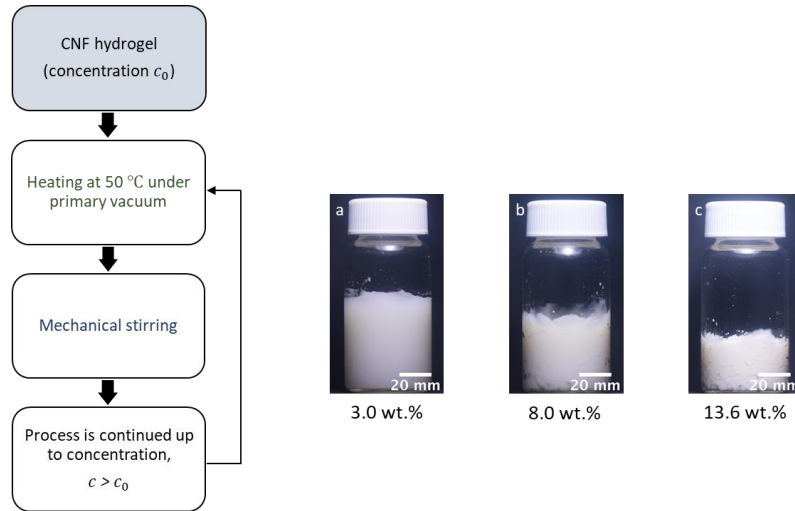 CNF hydrogel
(concentration c₀)
Heating at 50 °C under
primary vacuum
Mechanical stirring
Process is continued up
to concentration,
c > c₀
a
20 mm
3.0 wt.%
b
20 mm
8.0 wt.%
c
20 mm
13.6 wt.%